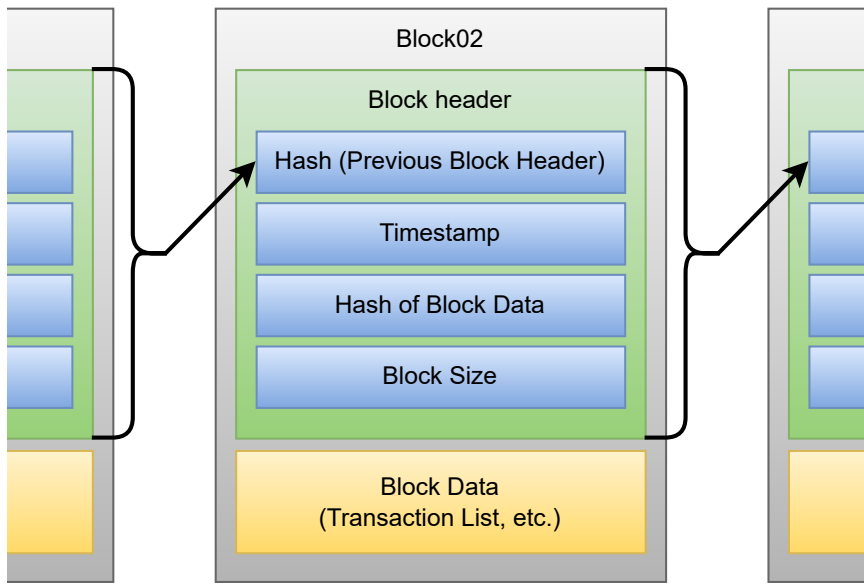 Block02
Block header
Hash (Previous Block Header)
Timestamp
Hash of Block Data
Block Size
Block Data
(Transaction List, etc.)